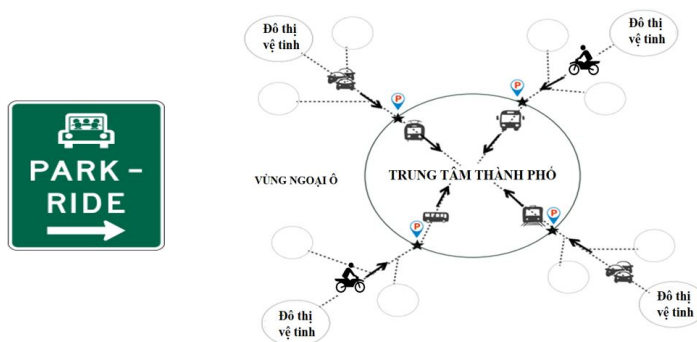 PARK -
RIDE
Đô thị
vệ tinh
Đô thị
vệ tinh
P
P
VÙNG NGOẠI Ô
TRUNG TÂM THÀNH PHỐ
P
P
Đô thị
vệ tinh
Đô thị
vệ tinh